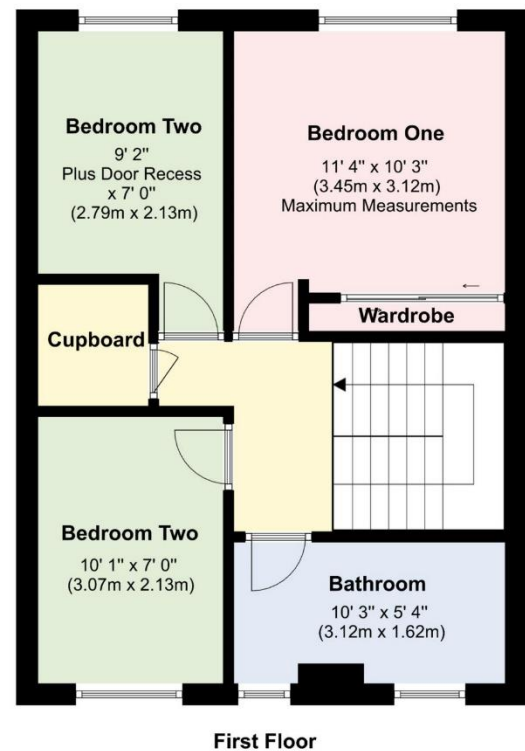 Bedroom Two
9' 2"
Plus Door Recess
x 7' 0"
(2.79m x 2.13m)
Bedroom One
11' 4" x 10' 3"
(3.45m x 3.12m)
Maximum Measurements
Wardrobe
Cupboard
Bedroom Two
10' 1" x 7' 0"
(3.07m x 2.13m)
Bathroom
10' 3" x 5' 4"
(3.12m x 1.62m)
First Floor